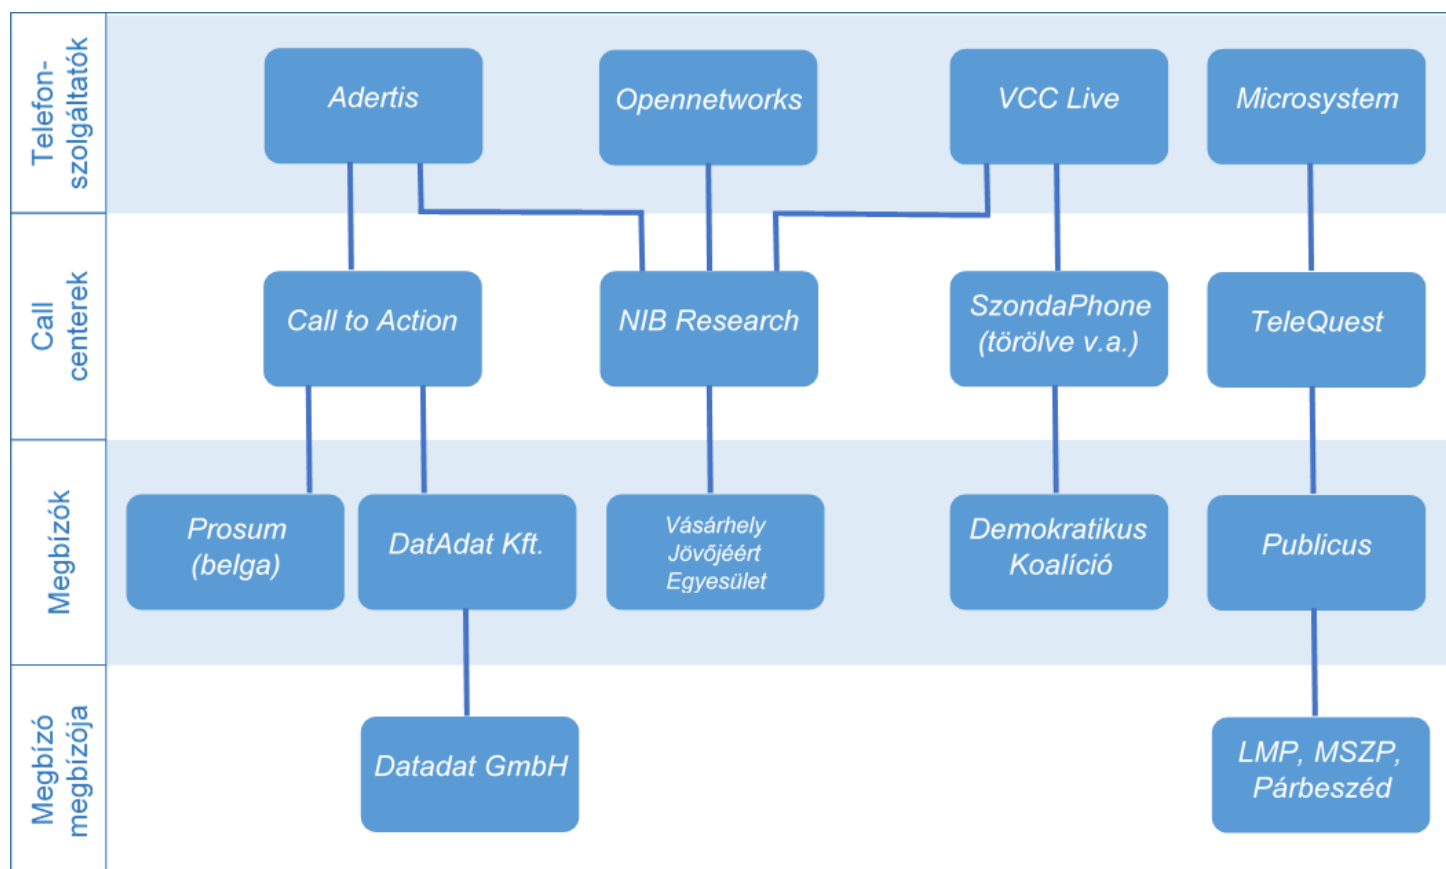 Telefon-
szolgáltatók
Adertis
Opennetworks
VCC Live
Microsystem
Call
centerek
Call to Action
NIB Research
SzondaPhone
(törölve v.a.)
TeleQuest
Megbízók
Prosum
(belga)
DatAdat Kft.
Vásárhely
Jövőjéért
Egyesület
Demokratikus
Koalíció
Publicus
Megbízó
megbízója
Datadat GmbH
LMP, MSZP,
Párbeszéd